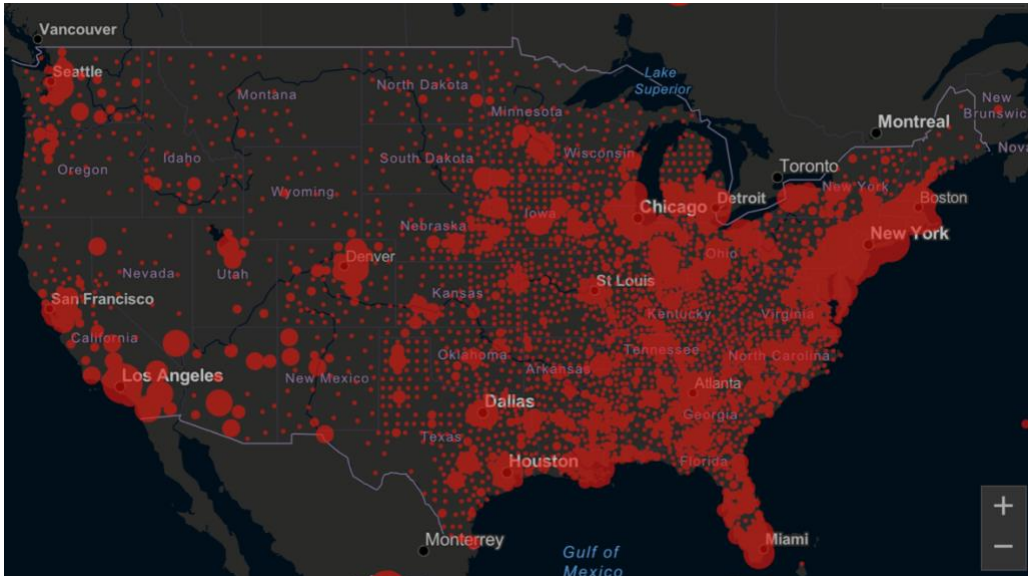 Vancouver
Seattle
Lake
Superior
North Dakota
Montana
Minnesota
New
Brunswic
Montreal
Nova
Oregon
Idaho
South Dakota
Wisconsin
Toronto
Wyoming
New York
Nebraska
Iowa
Chicago
Detroit
Boston
New York
Nevada
Utah
Denver
Ohio
St Louis
San Francisco
Kansas
Kentucky
Virginia
California
Oklahoma
Tennessee
North Carolina
Los Angeles
New Mexico
Arkansas
Atlanta
Dallas
Georgia
Texas
Houston
Florida
Monterrey
Miami
Gulf of
Mexico
+
−